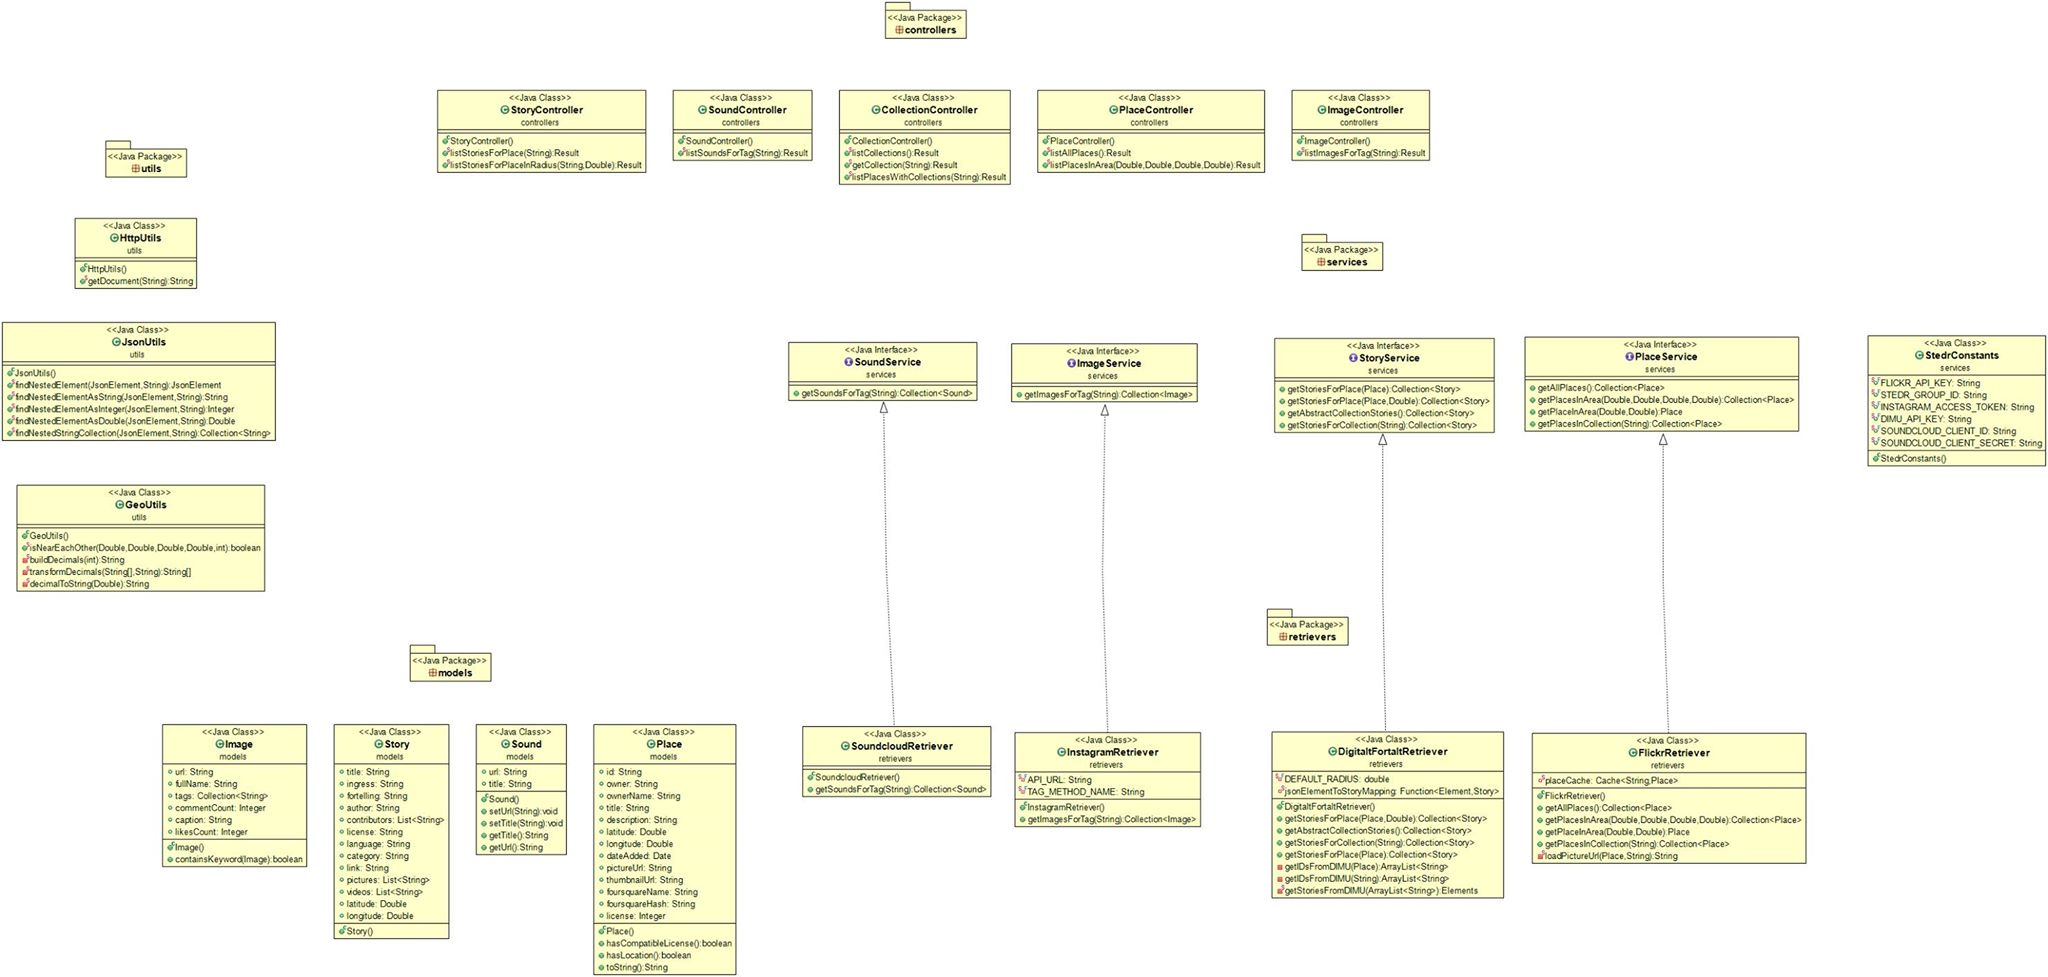 <<Java Package>>
controllers
<<Java Class>>
StoryController
controllers
StoryController()
listStoriesForPlace(String):Result
listStoriesForPlaceInRadius(String,Double):Result
<<Java Class>>
SoundController
controllers
SoundController()
listSoundsForTag(String):Result
<<Java Class>>
CollectionController
controllers
CollectionController()
listCollections():Result
getCollection(String):Result
listPlacesWithCollections(String):Result
<<Java Class>>
PlaceController
controllers
PlaceController()
listAllPlaces():Result
listPlacesInArea(Double,Double,Double,Double):Result
<<Java Class>>
ImageController
controllers
ImageController()
listImagesForTag(String):Result
<<Java Package>>
utils
<<Java Class>>
HttpUtils
utils
HttpUtils()
getDocument(String):String
<<Java Class>>
JsonUtils
utils
JsonUtils()
findNestedElement(JsonElement,String):JsonElement
findNestedElementAsString(JsonElement,String):String
findNestedElementAsInteger(JsonElement,String):Integer
findNestedElementAsDouble(JsonElement,String):Double
findNestedStringCollection(JsonElement,String):Collection<String>
<<Java Class>>
GeoUtils
utils
GeoUtils()
isNearEachOther(Double,Double,Double,Double,int):boolean
buildDecimals(int):String
transformDecimals(String[],String):String[]
decimalToString(Double):String
<<Java Package>>
services
<<Java Interface>>
SoundService
services
getSoundsForTag(String):Collection<Sound>
<<Java Interface>>
ImageService
services
getImagesForTag(String):Collection<Image>
<<Java Interface>>
StoryService
services
getStoriesForPlace(Place):Collection<Story>
getStoriesForPlace(Place,Double):Collection<Story>
getAbstractCollectionStories():Collection<Story>
getStoriesForCollection(String):Collection<Story>
<<Java Interface>>
PlaceService
services
getAllPlaces():Collection<Place>
getPlacesInArea(Double,Double,Double,Double):Collection<Place>
getPlaceInArea(Double,Double):Place
getPlacesInCollection(String):Collection<Place>
<<Java Class>>
StedrConstants
services
FLICKR_API_KEY: String
STEDR_GROUP_ID: String
INSTAGRAM_ACCESS_TOKEN: String
DIMU_API_KEY: String
SOUNDCLOUD_CLIENT_ID: String
SOUNDCLOUD_CLIENT_SECRET: String
StedrConstants()
<<Java Package>>
models
<<Java Class>>
Image
models
url: String
fullName: String
tags: Collection<String>
commentCount: Integer
caption: String
likesCount: Integer
Image()
containsKeyword(Image):boolean
<<Java Class>>
Story
models
title: String
ingress: String
fortelling: String
author: String
contributors: List<String>
license: String
language: String
category: String
link: String
pictures: List<String>
videos: List<String>
latitude: Double
longitude: Double
Story()
<<Java Class>>
Sound
models
url: String
title: String
Sound()
setUrl(String):void
setTitle(String):void
getTitle():String
getUrl():String
<<Java Class>>
Place
models
id: String
owner: String
ownerName: String
title: String
description: String
latitude: Double
longitude: Double
dateAdded: Date
pictureUrl: String
thumbnailUrl: String
foursquareName: String
foursquareHash: String
license: Integer
Place()
hasCompatibleLicense():boolean
hasLocation():boolean
toString():String
<<Java Package>>
retrievers
<<Java Class>>
SoundcloudRetriever
retrievers
SoundcloudRetriever()
getSoundsForTag(String):Collection<Sound>
<<Java Class>>
InstagramRetriever
retrievers
API_URL: String
TAG_METHOD_NAME: String
InstagramRetriever()
getImagesForTag(String):Collection<Image>
<<Java Class>>
DigitaltFortaltRetriever
retrievers
DEFAULT_RADIUS: double
jsonElementToStoryMapping: Function<Element,Story>
DigitaltFortaltRetriever()
getStoriesForPlace(Place,Double):Collection<Story>
getAbstractCollectionStories():Collection<Story>
getStoriesForCollection(String):Collection<Story>
getStoriesForPlace(Place):Collection<Story>
getIDsFromDIMU(Place):ArrayList<String>
getIDsFromDIMU(String):ArrayList<String>
getStoriesFromDIMU(ArrayList<String>):Elements
<<Java Class>>
FlickrRetriever
retrievers
placeCache: Cache<String,Place>
FlickrRetriever()
getAllPlaces():Collection<Place>
getPlacesInArea(Double,Double,Double,Double):Collection<Place>
getPlaceInArea(Double,Double):Place
getPlacesInCollection(String):Collection<Place>
loadPictureUrl(Place,String):String